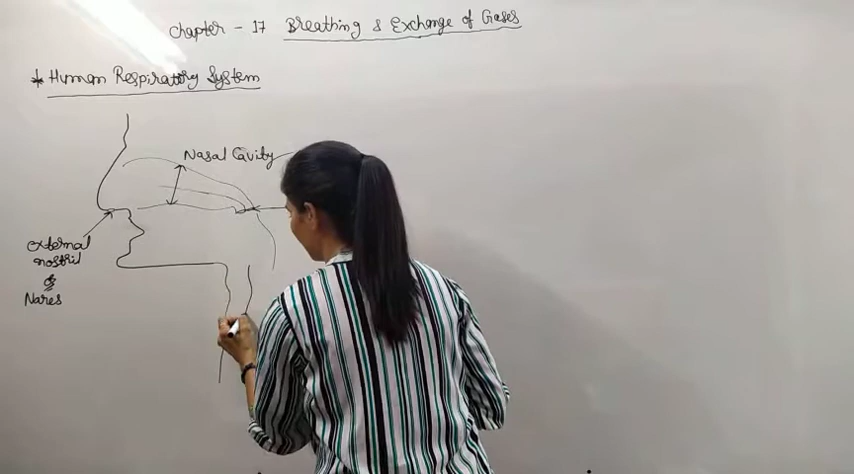 Chapter - 17 Breathing & Exchange of Gases
* Human Respiratory System
Nasal Cavity
external
nostril
or
Nares